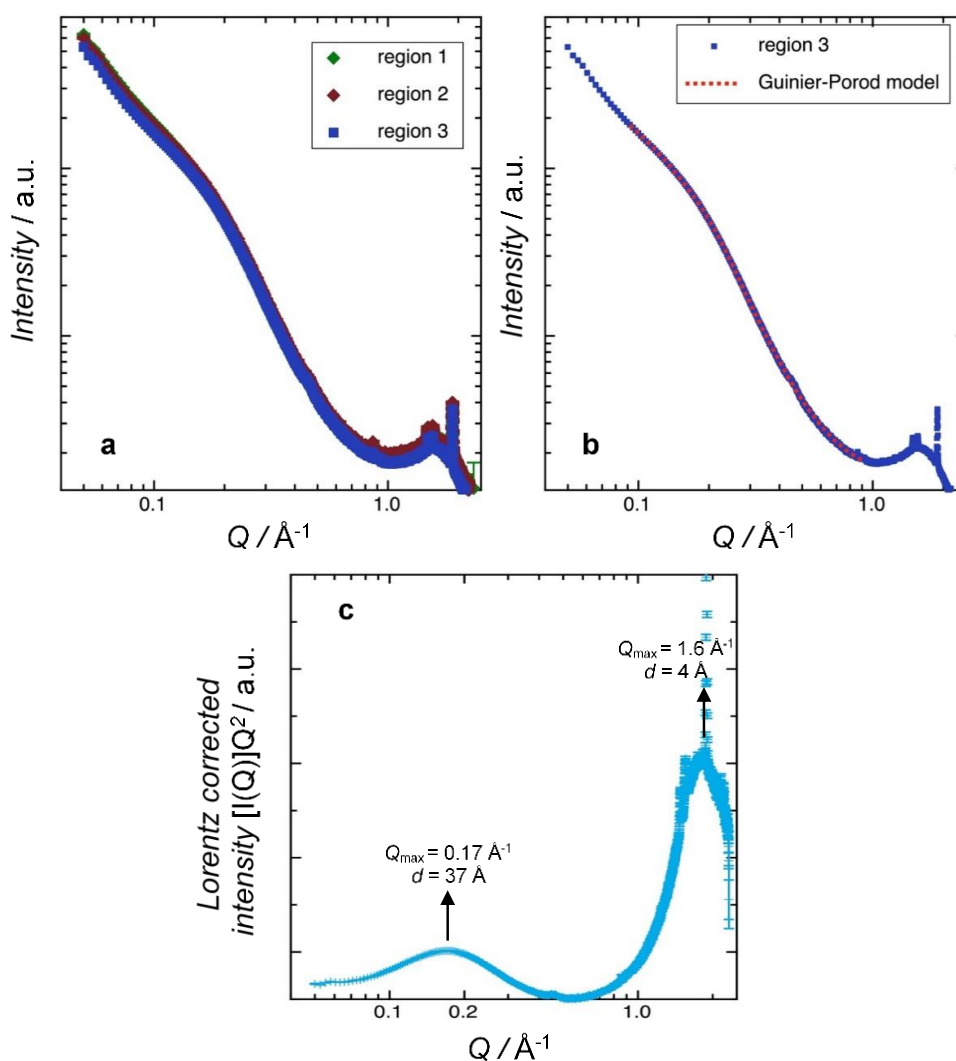 region 1
region 2
region 3
Intensity / a.u.
a
0.1
1.0
Q / Å-1
region 3
Guinier-Porod model
Intensity / a.u.
b
0.1
1.0
Q / Å-1
c
Qmax = 1.6 Å-1
d = 4 Å
Qmax = 0.17 Å-1
d = 37 Å
Lorentz corrected
intensity [I(Q)]Q2 / a.u.
0.1
0.2
1.0
Q / Å-1